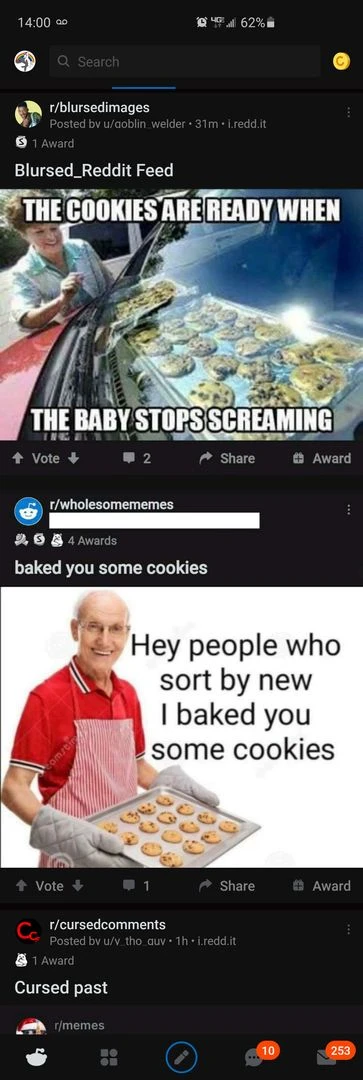 14:00
4G
62%
Search
r/blursedimages
Posted by u/goblin_welder • 31m • i.redd.it
1 Award
Blursed_Reddit Feed
THE COOKIES ARE READY WHEN
THE BABY STOPS SCREAMING
Vote
2
Share
Award
r/wholesomememes
4 Awards
baked you some cookies
Hey people who
sort by new
I baked you
some cookies
Vote
1
Share
Award
r/cursedcomments
Posted by u/y_tho_guy • 1h • i.redd.it
1 Award
Cursed past
r/memes
10
253